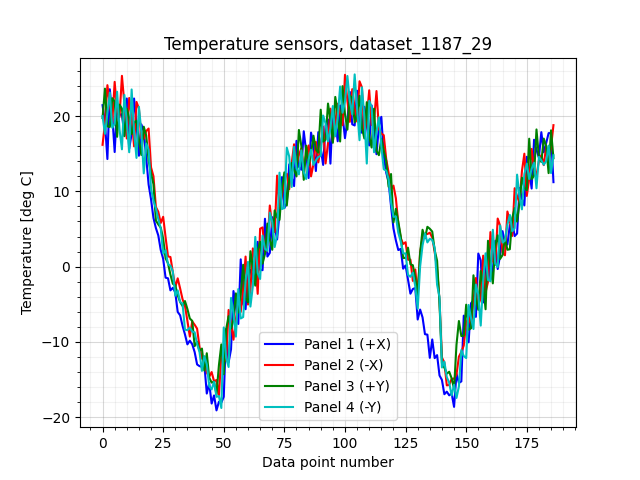 Temperature sensors, dataset_1187_29
Temperature [deg C]
20
10
0
−10
−20
Panel 1 (+X)
Panel 2 (-X)
Panel 3 (+Y)
Panel 4 (-Y)
0 25 50 75 100 125 150 175
Data point number